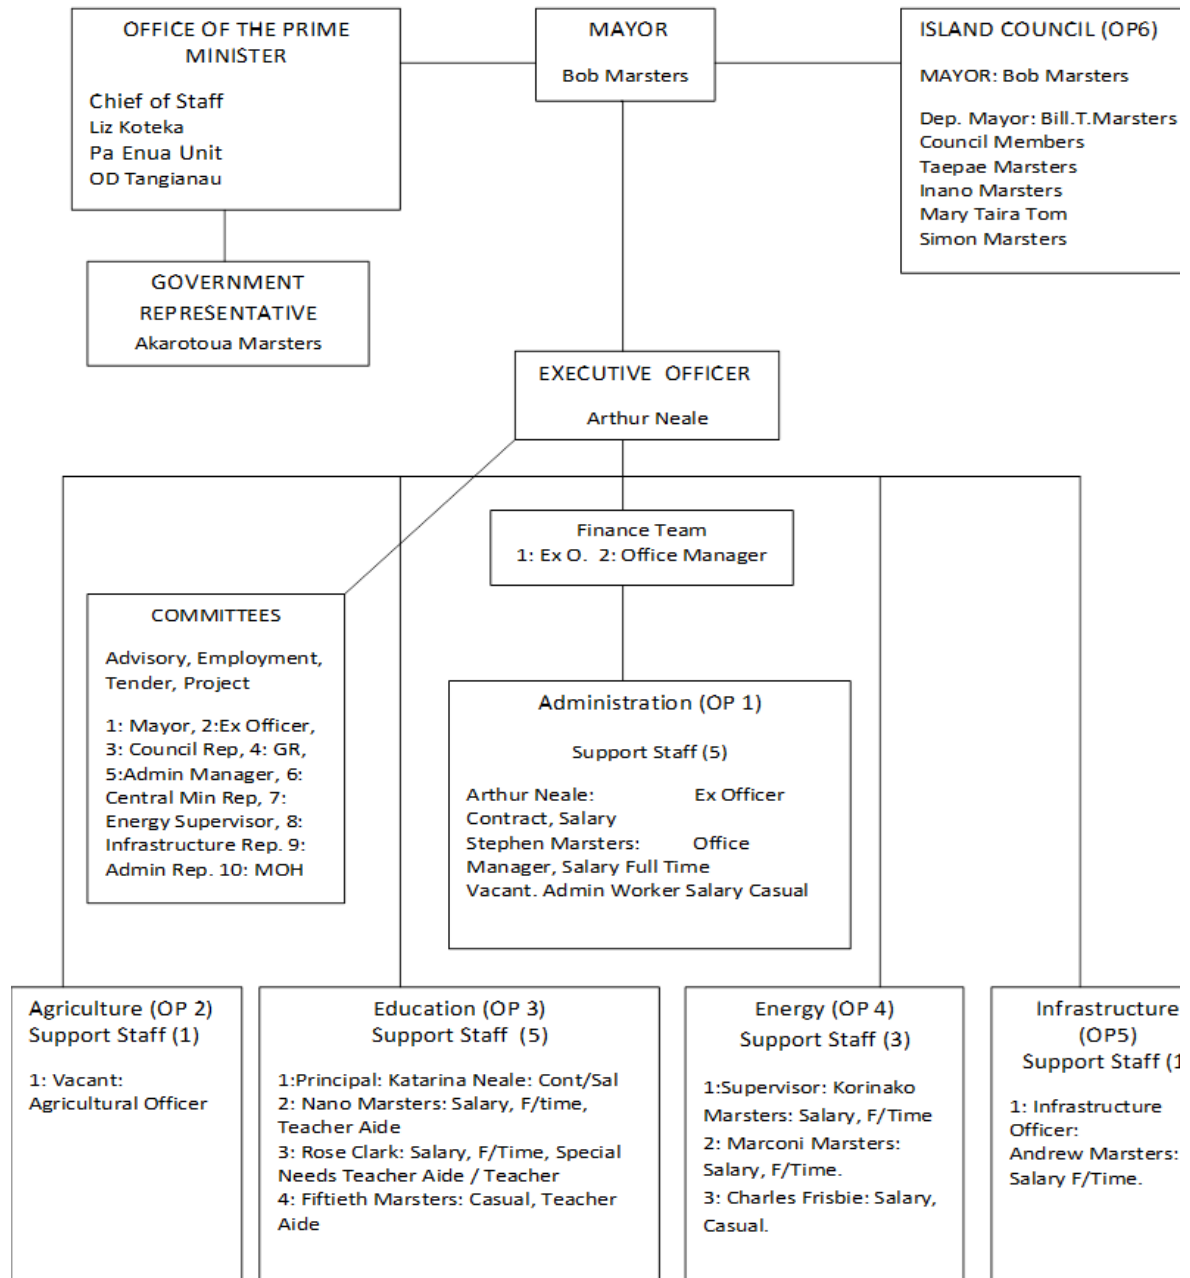 OFFICE OF THE PRIME
MINISTER
Chief of Staff
Liz Koteka
Pa Enua Unit
OD Tangianau
MAYOR
Bob Marsters
ISLAND COUNCIL (OP6)
MAYOR: Bob Marsters
Dep. Mayor: Bill.T.Marsters
Council Members
Taepae Marsters
Inano Marsters
Mary Taira Tom
Simon Marsters
GOVERNMENT
REPRESENTATIVE
Akarotoua Marsters
EXECUTIVE OFFICER
Arthur Neale
Finance Team
1: Ex O. 2: Office Manager
COMMITTEES
Advisory, Employment,
Tender, Project
1: Mayor, 2:Ex Officer,
3: Council Rep, 4: GR,
5:Admin Manager, 6:
Central Min Rep, 7:
Energy Supervisor, 8:
Infrastructure Rep. 9:
Admin Rep. 10: MOH
Administration (OP 1)
Support Staff (5)
Arthur Neale: Ex Officer
Contract, Salary
Stephen Marsters: Office
Manager, Salary Full Time
Vacant. Admin Worker Salary Casual
Agriculture (OP 2)
Support Staff (1)
1: Vacant:
Agricultural Officer
Education (OP 3)
Support Staff (5)
1:Principal: Katarina Neale: Cont/Sal
2: Nano Marsters: Salary, F/time,
Teacher Aide
3: Rose Clark: Salary, F/Time, Special
Needs Teacher Aide / Teacher
4: Fiftieth Marsters: Casual, Teacher
Aide
Energy (OP 4)
Support Staff (3)
1:Supervisor: Korinako
Marsters: Salary, F/Time
2: Marconi Marsters:
Salary, F/Time.
3: Charles Frisbie: Salary,
Casual.
Infrastructure
(OP5)
Support Staff (1
1: Infrastructure
Officer:
Andrew Marsters:
Salary F/Time.